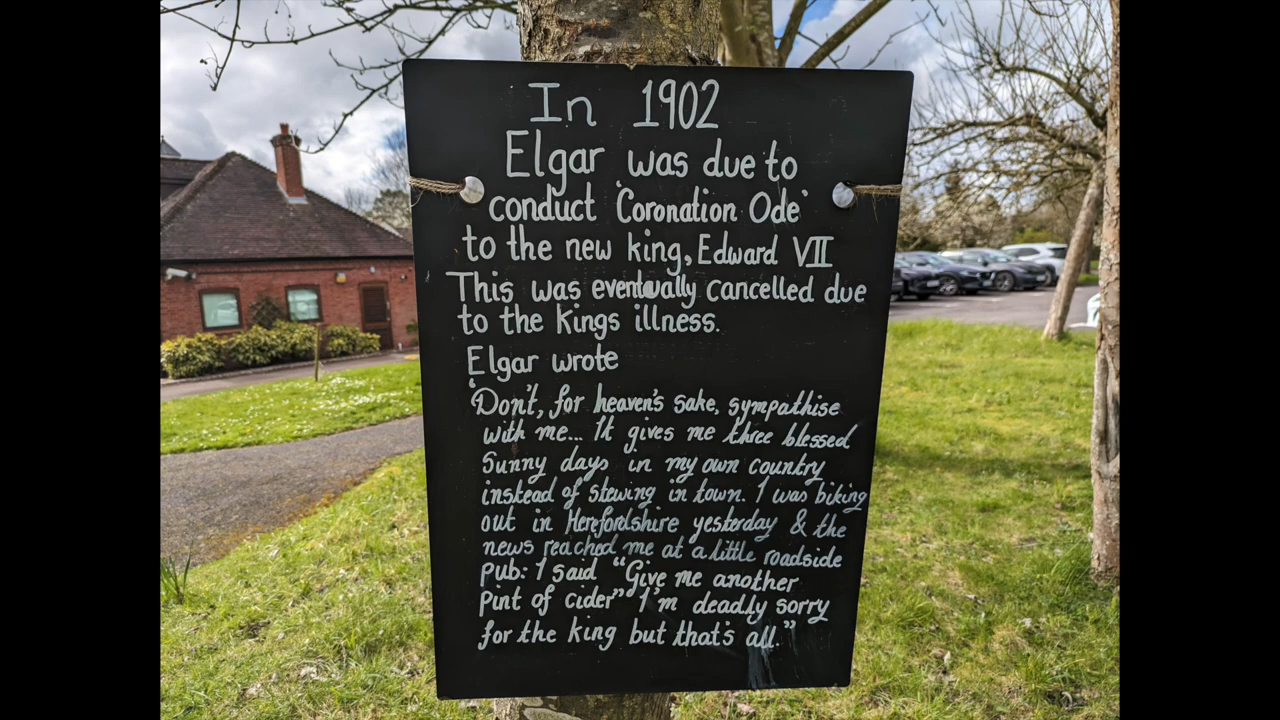 In 1902
Elgar was due to
conduct 'Coronation Ode'
to the new king, Edward VII
This was eventually cancelled due
to the kings illness.
Elgar wrote
'Don't, for heaven's sake, sympathise
with me... It gives me three blessed
Sunny days in my own country
instead of stewing in town. I was biking
out in Herefordshire yesterday & the
news reached me at a little roadside
pub: I said "Give me another
pint of cider" I'm deadly sorry
for the king but that's all."